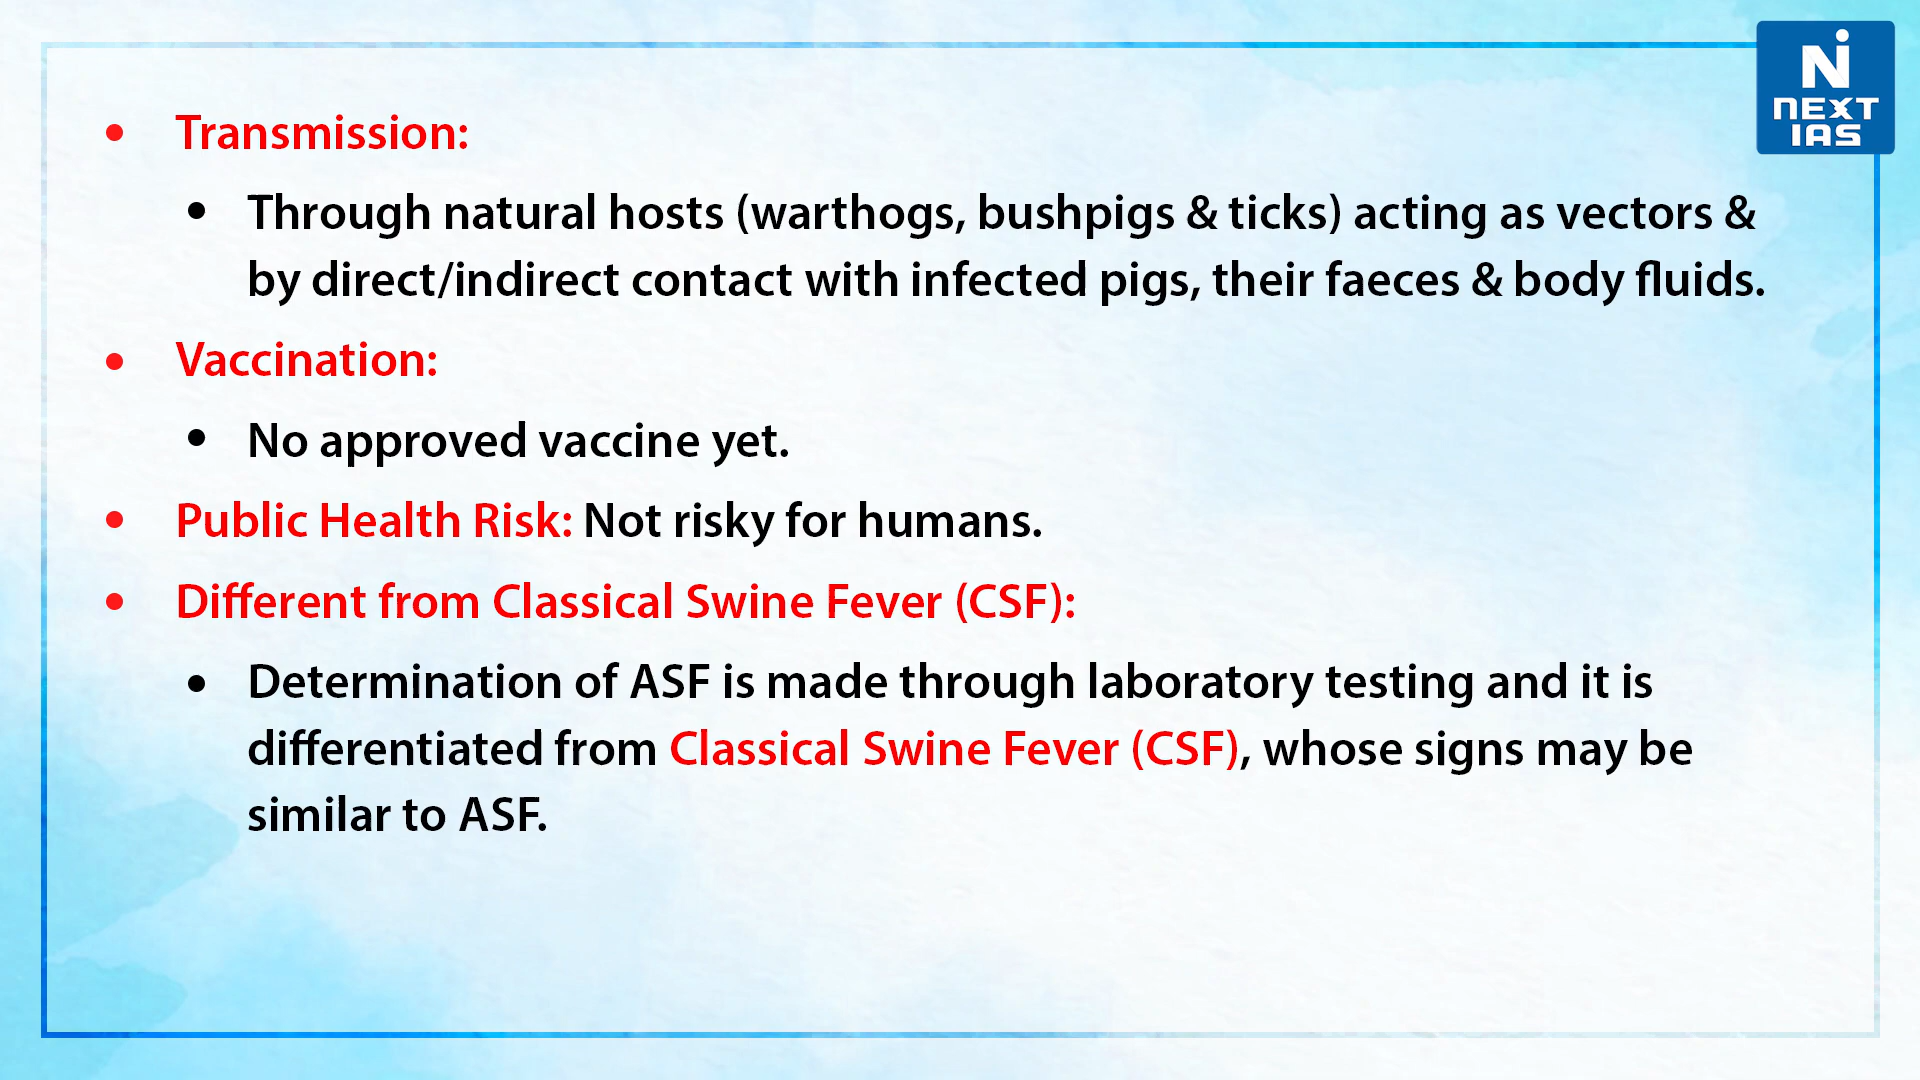 NEXT
IAS
• Transmission:
• Through natural hosts (warthogs, bushpigs & ticks) acting as vectors &
by direct/indirect contact with infected pigs, their faeces & body fluids.
• Vaccination:
• No approved vaccine yet.
• Public Health Risk: Not risky for humans.
• Different from Classical Swine Fever (CSF):
• Determination of ASF is made through laboratory testing and it is
differentiated from Classical Swine Fever (CSF), whose signs may be
similar to ASF.